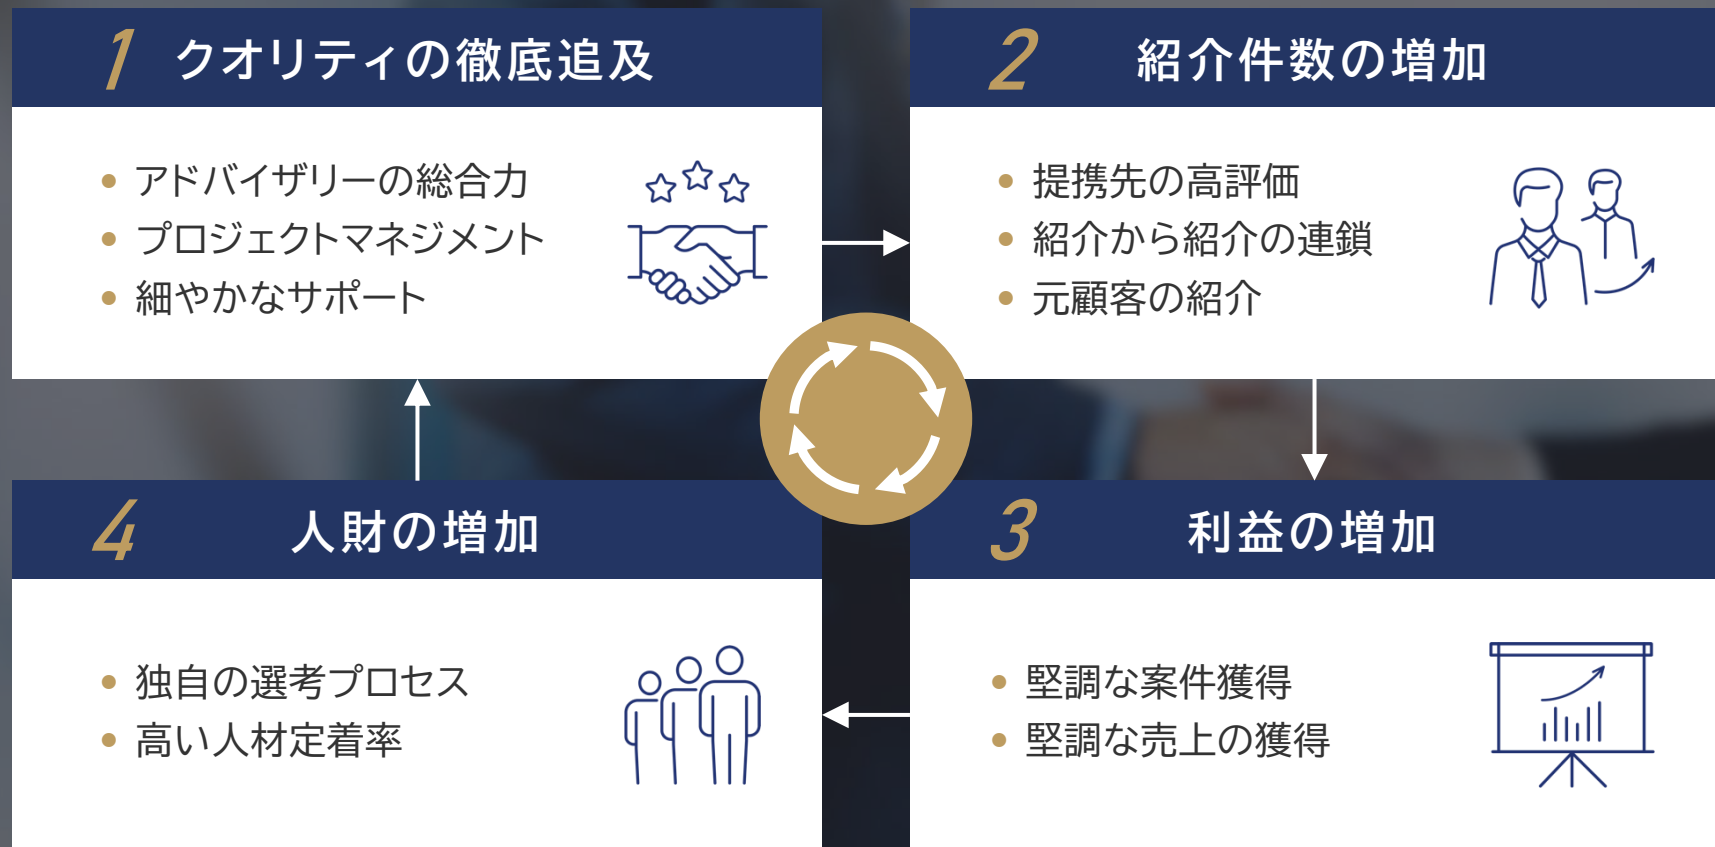 1 クオリティの徹底追及
• アドバイザリーの総合力
• プロジェクトマネジメント
• 細やかなサポート
2 紹介件数の増加
• 提携先の高評価
• 紹介から紹介の連鎖
• 元顧客の紹介
3 利益の増加
• 堅調な案件獲得
• 堅調な売上の獲得
4 人財の増加
• 独自の選考プロセス
• 高い人材定着率